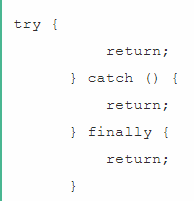 try {
return;
} catch () {
return;
} finally {
return;
}